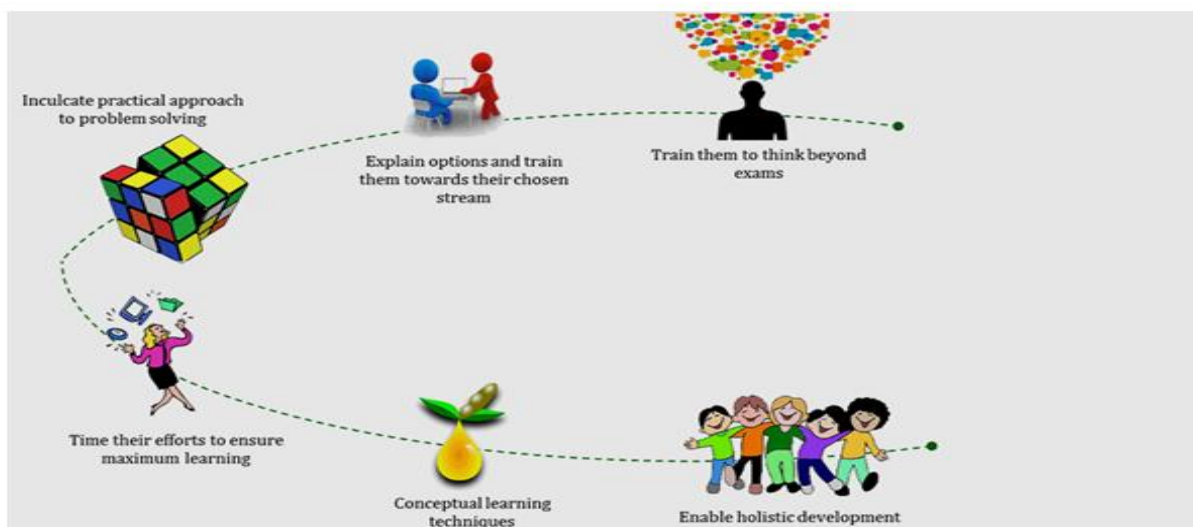 Inculcate practical approach
to problem solving
Explain options and train
them towards their chosen
stream
Train them to think beyond
exams
Time their efforts to ensure
maximum learning
Conceptual learning
techniques
Enable holistic development